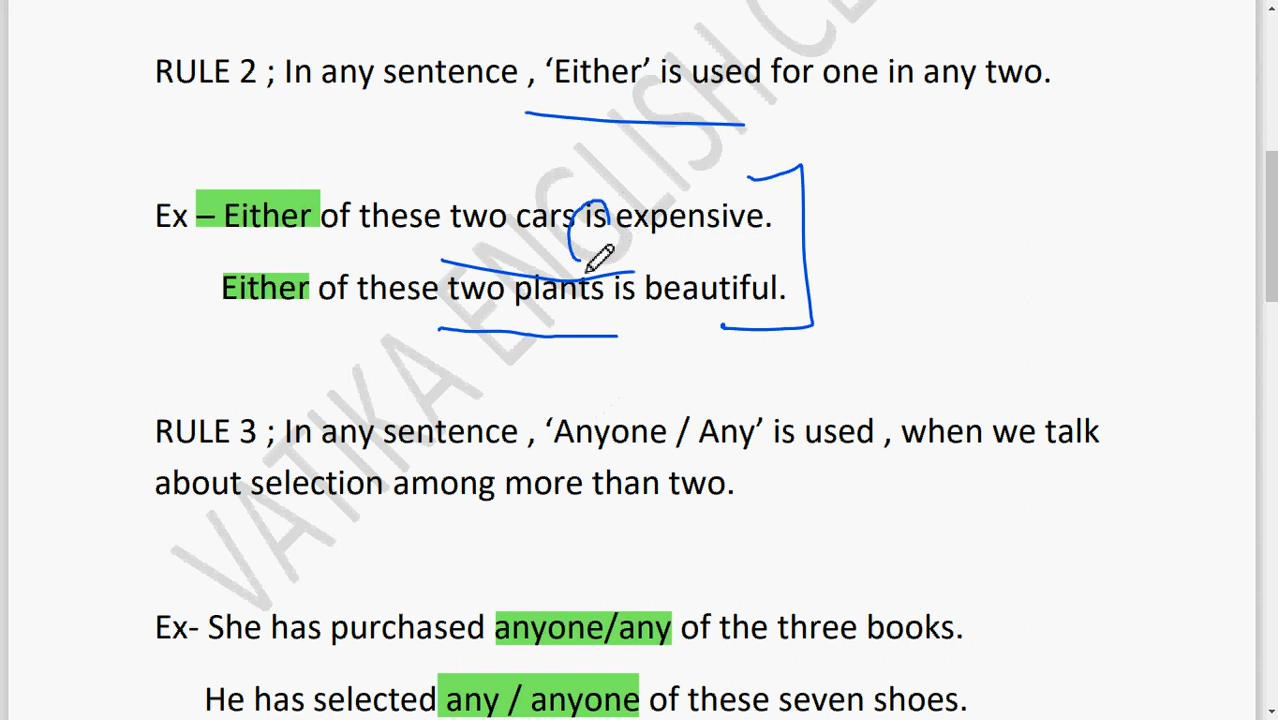 RULE 2 ; In any sentence , ‘Either’ is used for one in any two.
Ex – Either of these two cars is expensive.
Either of these two plants is beautiful.
RULE 3 ; In any sentence , ‘Anyone / Any’ is used , when we talk
about selection among more than two.
Ex- She has purchased anyone/any of the three books.
He has selected any / anyone of these seven shoes.
VATIKA ENGLISH